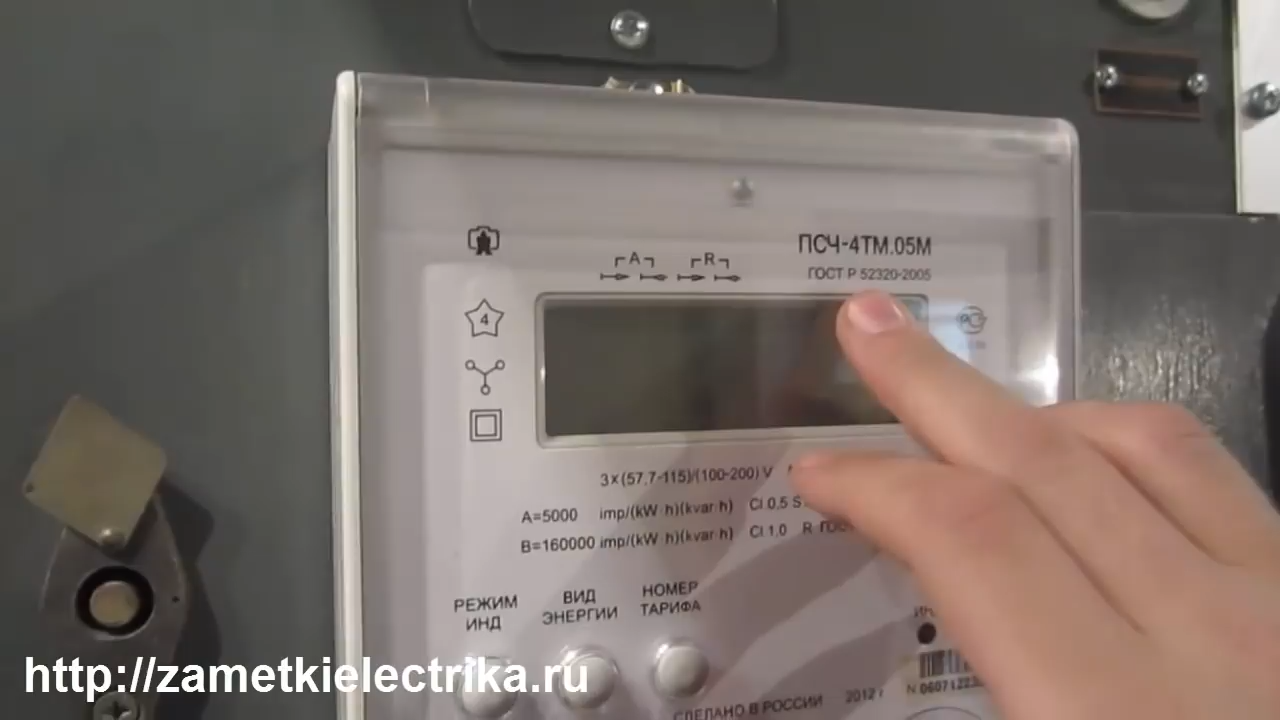 A R
ПСЧ-4ТМ.05М
ГОСТ Р 52320-2005
4
3×(57,7-115)/(100-200) V
A=5000 imp/(kW·h)(kvar·h) Cl 0,5 S
B=160000 imp/(kW·h)(kvar·h) Cl 1,0 R
РЕЖИМ ИНД
ВИД ЭНЕРГИИ
НОМЕР ТАРИФА
СДЕЛАНО В РОССИИ 2012 г
http://zametkielectrika.ru